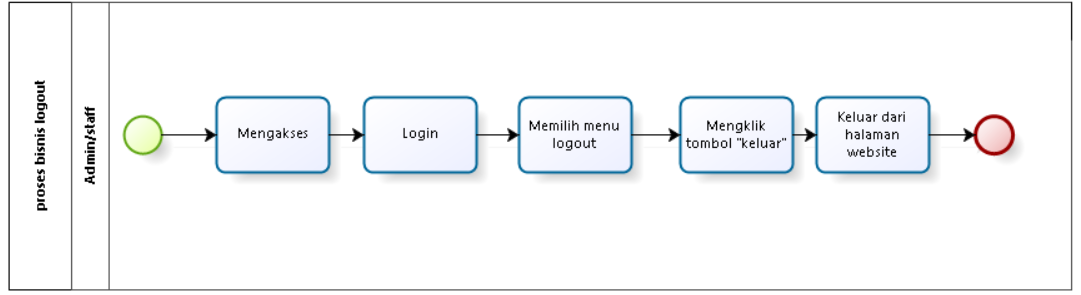 proses bisnis logout
Admin/staff
Mengakses
Login
Memilih menu
logout
Mengklik
tombol "keluar"
Keluar dari
halaman
website